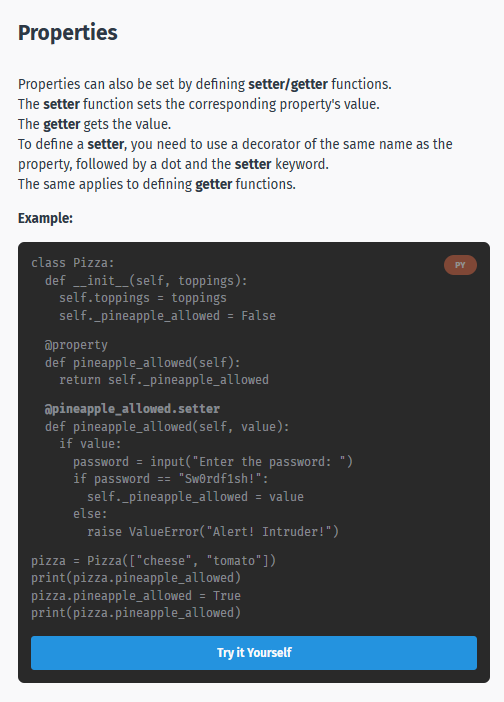 Properties
Properties can also be set by defining setter/getter functions.
The setter function sets the corresponding property's value.
The getter gets the value.
To define a setter, you need to use a decorator of the same name as the
property, followed by a dot and the setter keyword.
The same applies to defining getter functions.
Example:
PY
class Pizza:
  def __init__(self, toppings):
    self.toppings = toppings
    self._pineapple_allowed = False
  @property
  def pineapple_allowed(self):
    return self._pineapple_allowed
  @pineapple_allowed.setter
  def pineapple_allowed(self, value):
    if value:
      password = input("Enter the password: ")
      if password == "Sw0rdf1sh!":
        self._pineapple_allowed = value
      else:
        raise ValueError("Alert! Intruder!")
pizza = Pizza(["cheese", "tomato"])
print(pizza.pineapple_allowed)
pizza.pineapple_allowed = True
print(pizza.pineapple_allowed)
Try it Yourself